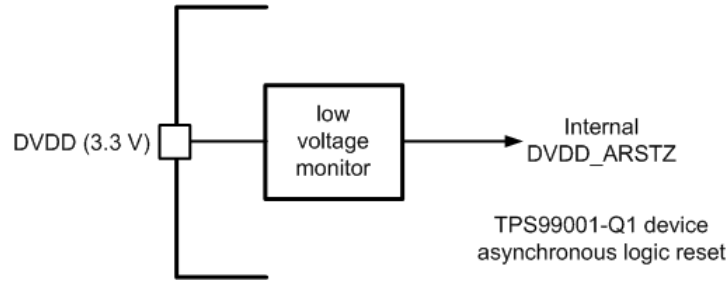 DVDD (3.3 V)
low
voltage
monitor
Internal
DVDD_ARSTZ
TPS99001-Q1 device
asynchronous logic reset